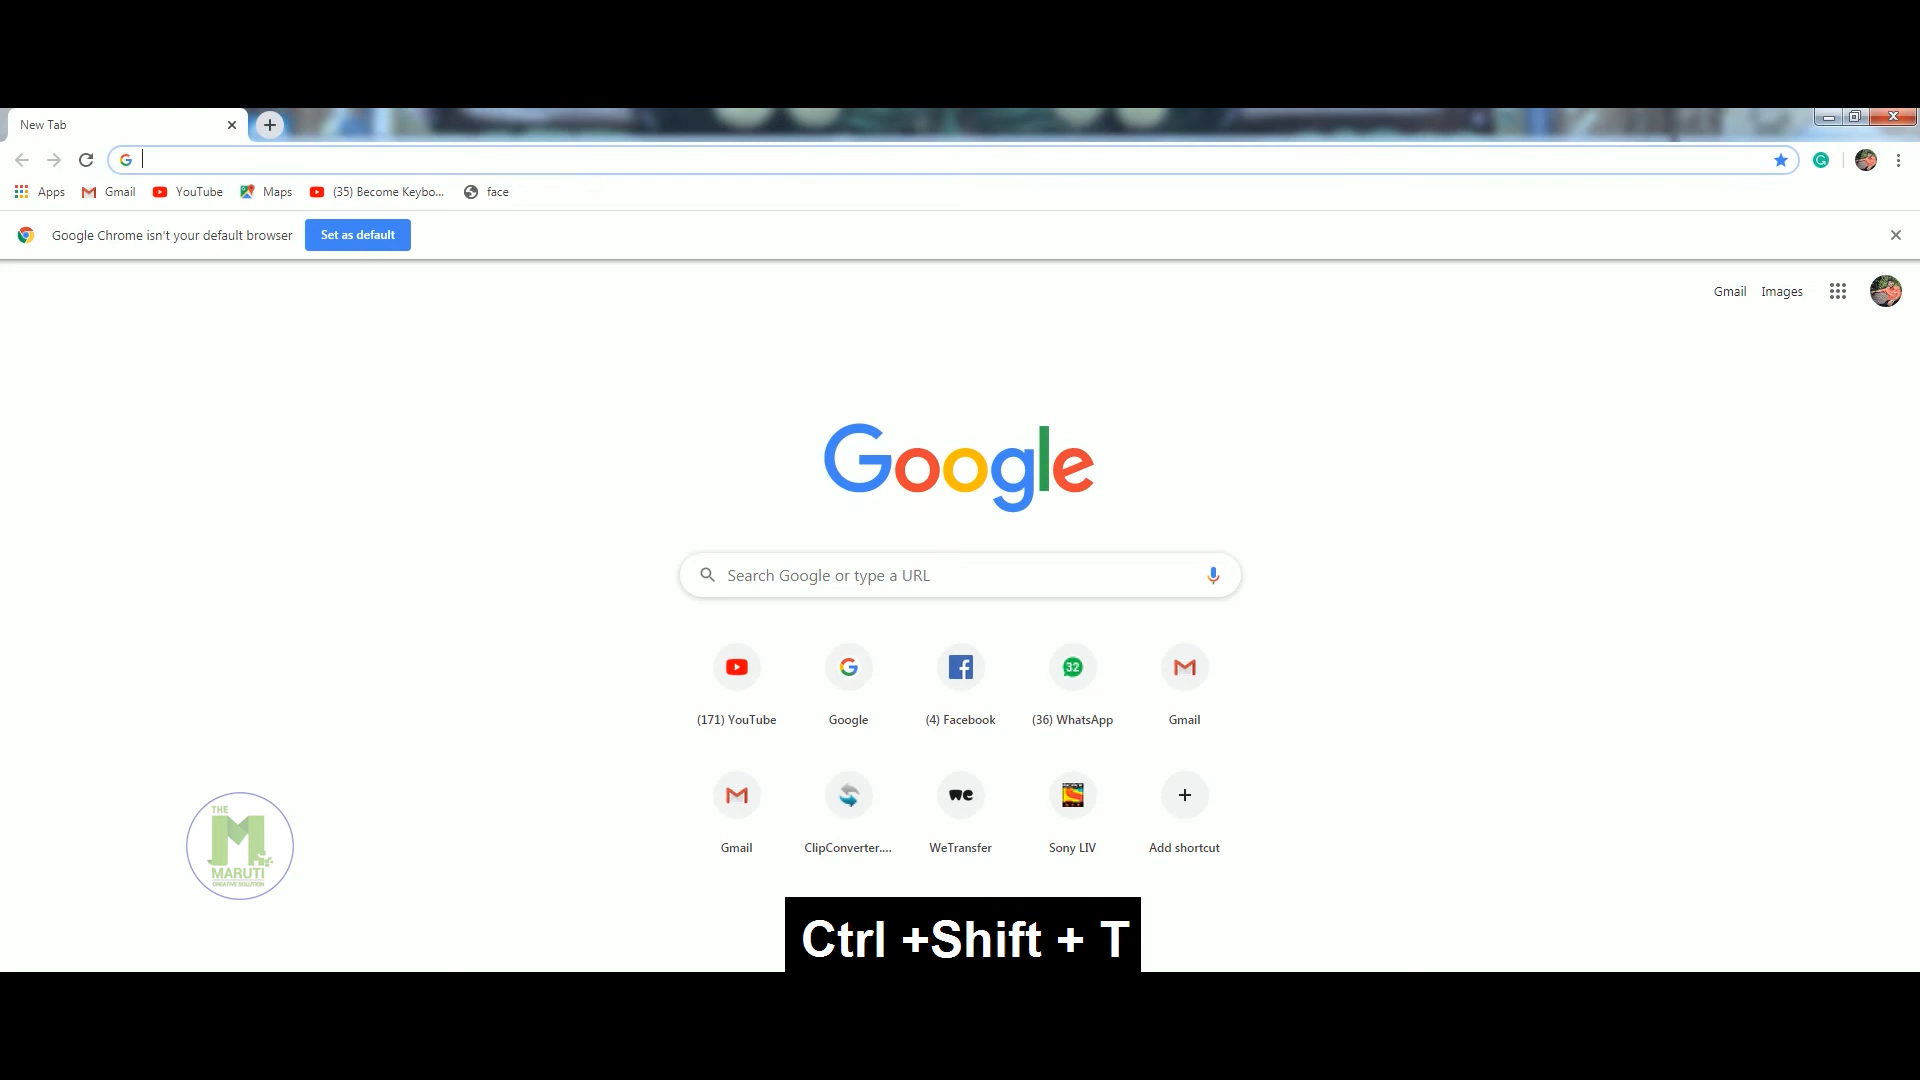 New Tab
Apps Gmail YouTube Maps (35) Become Keybo... face
Google Chrome isn't your default browser Set as default
Gmail Images
Google
Search Google or type a URL
32
(171) YouTube Google (4) Facebook (36) WhatsApp Gmail
we
Gmail ClipConverter.... WeTransfer Sony LIV Add shortcut
THE
M
MARUTI
CREATIVE SOLUTION
Ctrl +Shift + T